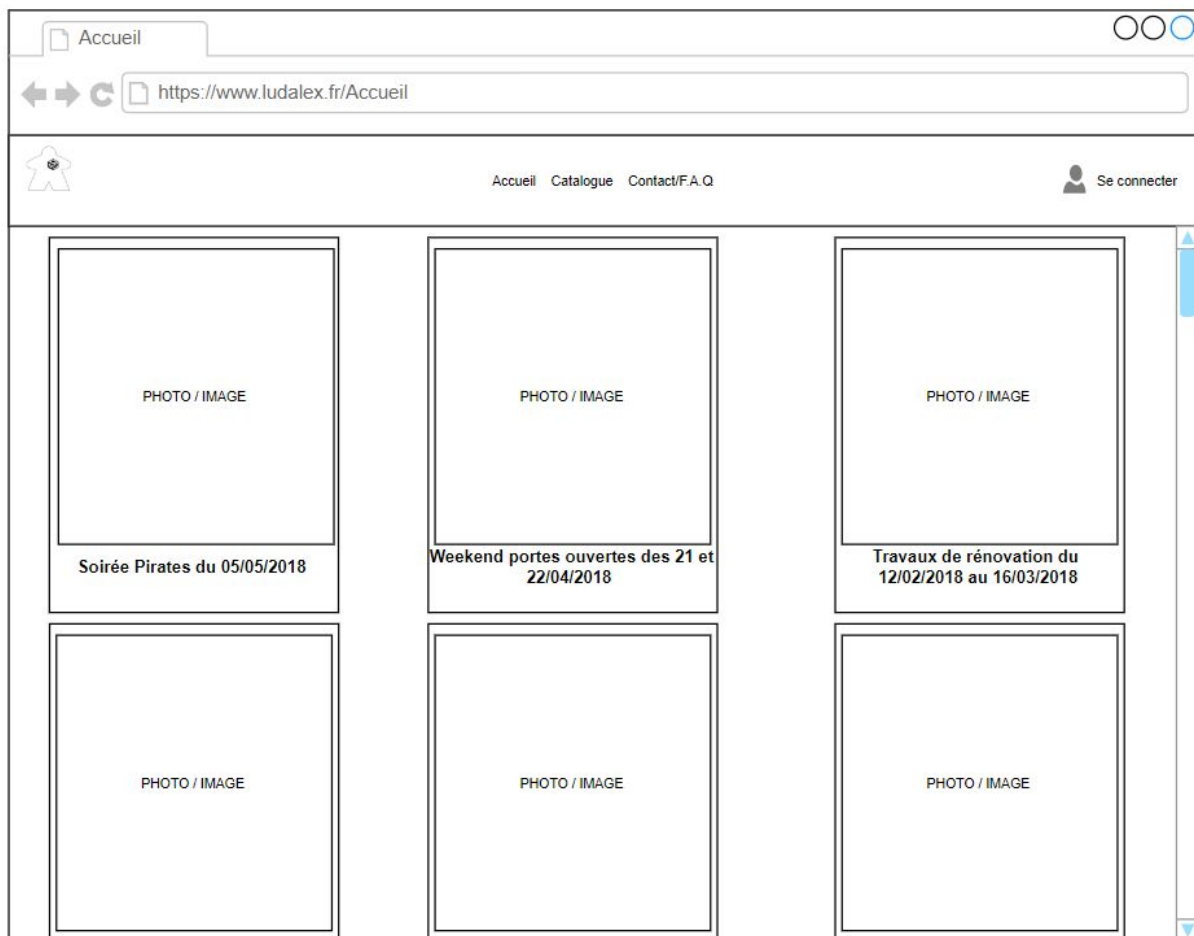 Accueil
https://www.ludalex.fr/Accueil
Accueil Catalogue Contact/F.A.Q
Se connecter
PHOTO / IMAGE
PHOTO / IMAGE
PHOTO / IMAGE
Soirée Pirates du 05/05/2018
Weekend portes ouvertes des 21 et
22/04/2018
Travaux de rénovation du
12/02/2018 au 16/03/2018
PHOTO / IMAGE
PHOTO / IMAGE
PHOTO / IMAGE